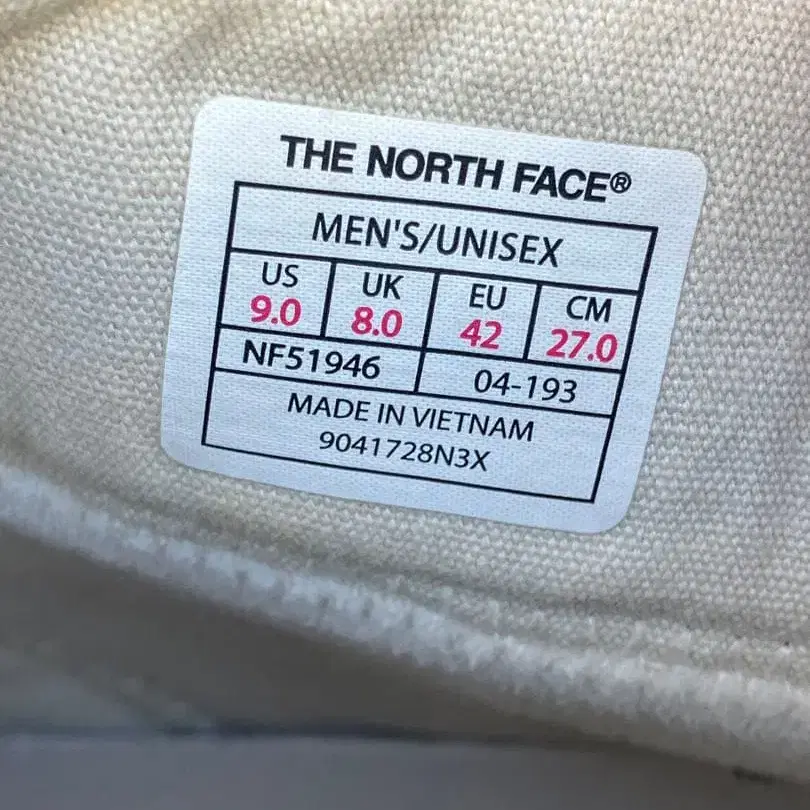 THE NORTH FACE®
MEN'S/UNISEX
US UK EU CM
9.0 8.0 42 27.0
NF51946 04-193
MADE IN VIETNAM
9041728N3X